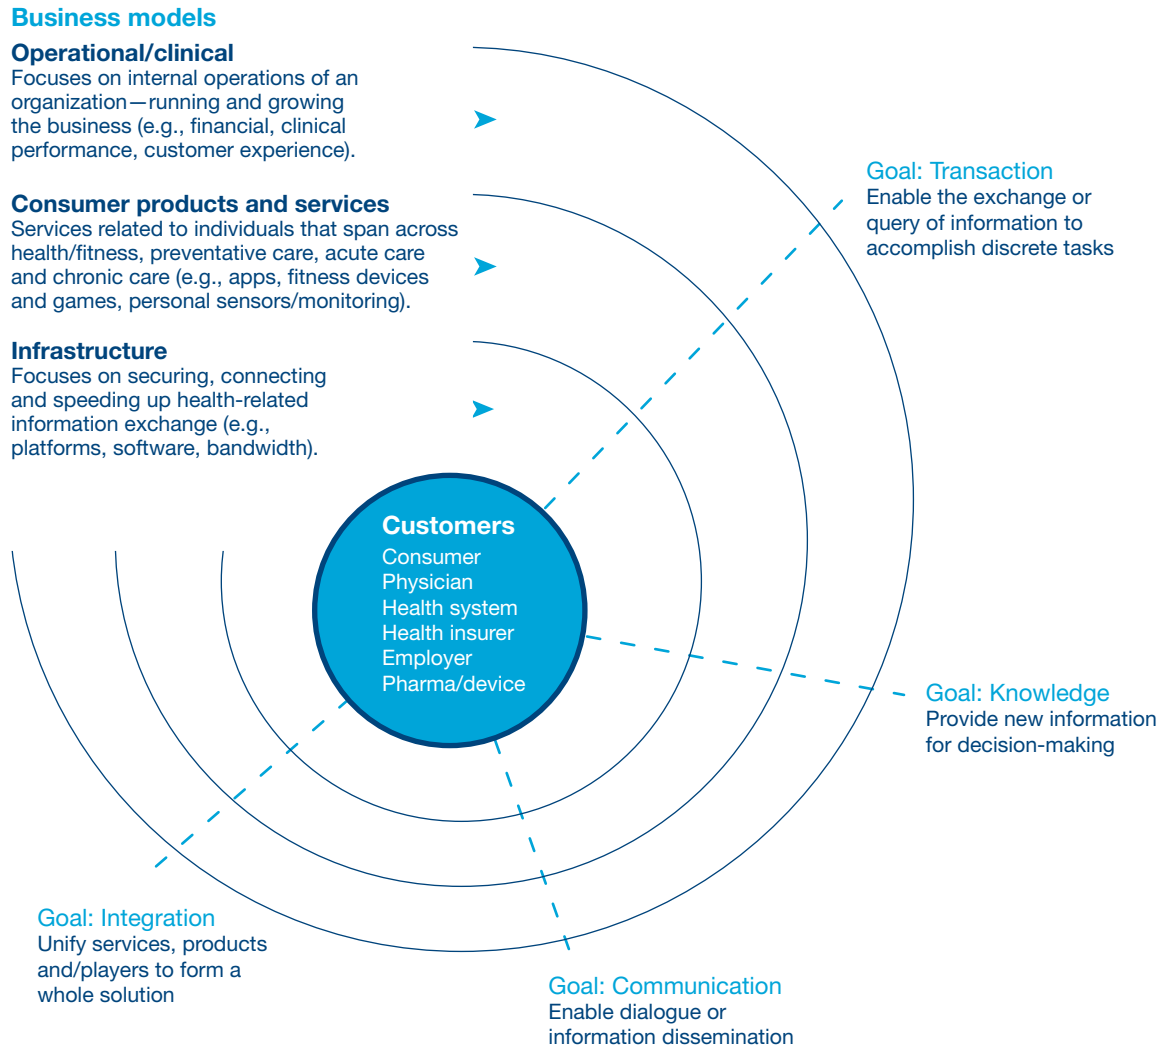 Business models
Operational/clinical
Focuses on internal operations of an
organization—running and growing
the business (e.g., financial, clinical
performance, customer experience).
Consumer products and services
Services related to individuals that span across
health/fitness, preventative care, acute care
and chronic care (e.g., apps, fitness devices
and games, personal sensors/monitoring).
Infrastructure
Focuses on securing, connecting
and speeding up health-related
information exchange (e.g.,
platforms, software, bandwidth).
Goal: Transaction
Enable the exchange or
query of information to
accomplish discrete tasks
Customers
Consumer
Physician
Health system
Health insurer
Employer
Pharma/device
Goal: Knowledge
Provide new information
for decision-making
Goal: Integration
Unify services, products
and/players to form a
whole solution
Goal: Communication
Enable dialogue or
information dissemination